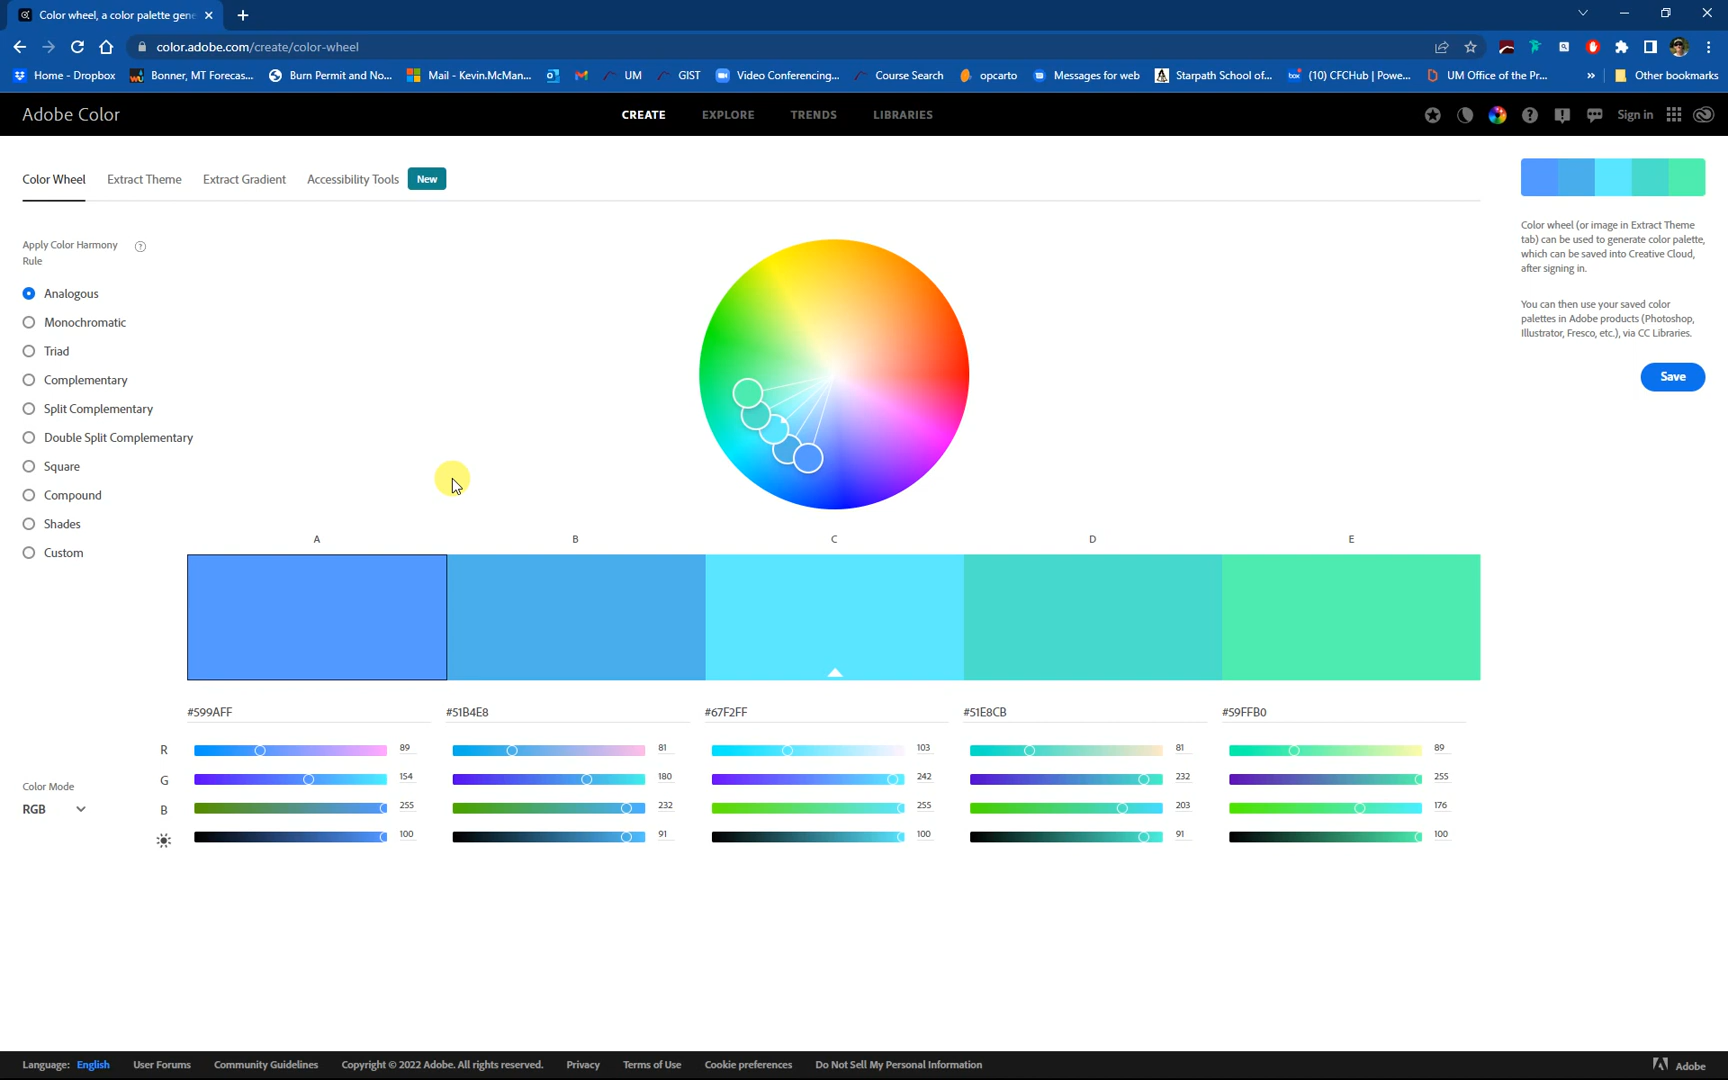 Color wheel, a color palette gene
color.adobe.com/create/color-wheel
Home - Dropbox
Bonner, MT Forecas...
Burn Permit and No...
Mail - Kevin.McMan...
UM
GIST
Video Conferencing...
Course Search
opcarto
Messages for web
Starpath School of...
(10) CFCHub | Powe...
UM Office of the Pr...
»
Other bookmarks
Adobe Color
CREATE
EXPLORE
TRENDS
LIBRARIES
Sign in
Color Wheel
Extract Theme
Extract Gradient
Accessibility Tools
New
Color wheel (or image in Extract Theme
tab) can be used to generate color palette,
which can be saved into Creative Cloud,
after signing in.
You can then use your saved color
palettes in Adobe products (Photoshop,
Illustrator, Fresco, etc.), via CC Libraries.
Save
Apply Color Harmony
Rule
Analogous
Monochromatic
Triad
Complementary
Split Complementary
Double Split Complementary
Square
Compound
Shades
Custom
A B C D E
#599AFF #51B4E8 #67F2FF #51E8CB #59FFB0
R 89 81 103 81 89
G 154 180 242 232 255
B 255 232 255 203 176
100 91 100 91 100
Color Mode
RGB
Language: English
User Forums
Community Guidelines
Copyright © 2022 Adobe. All rights reserved.
Privacy
Terms of Use
Cookie preferences
Do Not Sell My Personal Information
Adobe